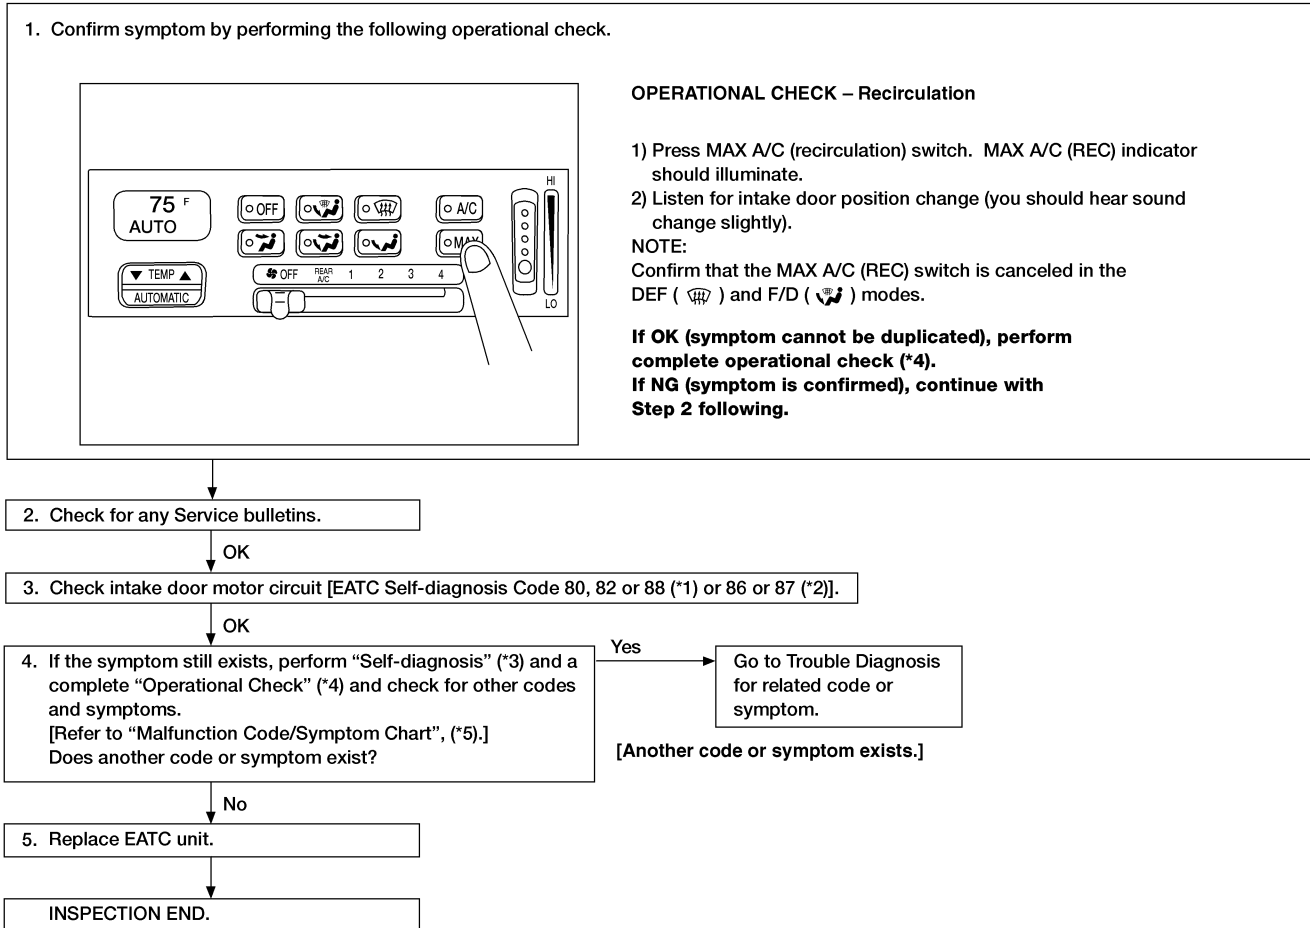 1. Confirm symptom by performing the following operational check.
75 F
AUTO
OFF
A/C
MAX
▼ TEMP ▲
AUTOMATIC
OFF REAR A/C 1 2 3 4
HI
LO
OPERATIONAL CHECK – Recirculation
1) Press MAX A/C (recirculation) switch. MAX A/C (REC) indicator
should illuminate.
2) Listen for intake door position change (you should hear sound
change slightly).
NOTE:
Confirm that the MAX A/C (REC) switch is canceled in the
DEF ( ) and F/D ( ) modes.
If OK (symptom cannot be duplicated), perform
complete operational check (*4).
If NG (symptom is confirmed), continue with
Step 2 following.
2. Check for any Service bulletins.
OK
3. Check intake door motor circuit [EATC Self-diagnosis Code 80, 82 or 88 (*1) or 86 or 87 (*2)].
OK
4. If the symptom still exists, perform “Self-diagnosis” (*3) and a
complete “Operational Check” (*4) and check for other codes
and symptoms.
[Refer to “Malfunction Code/Symptom Chart”, (*5).]
Does another code or symptom exist?
Yes
Go to Trouble Diagnosis
for related code or
symptom.
[Another code or symptom exists.]
No
5. Replace EATC unit.
INSPECTION END.